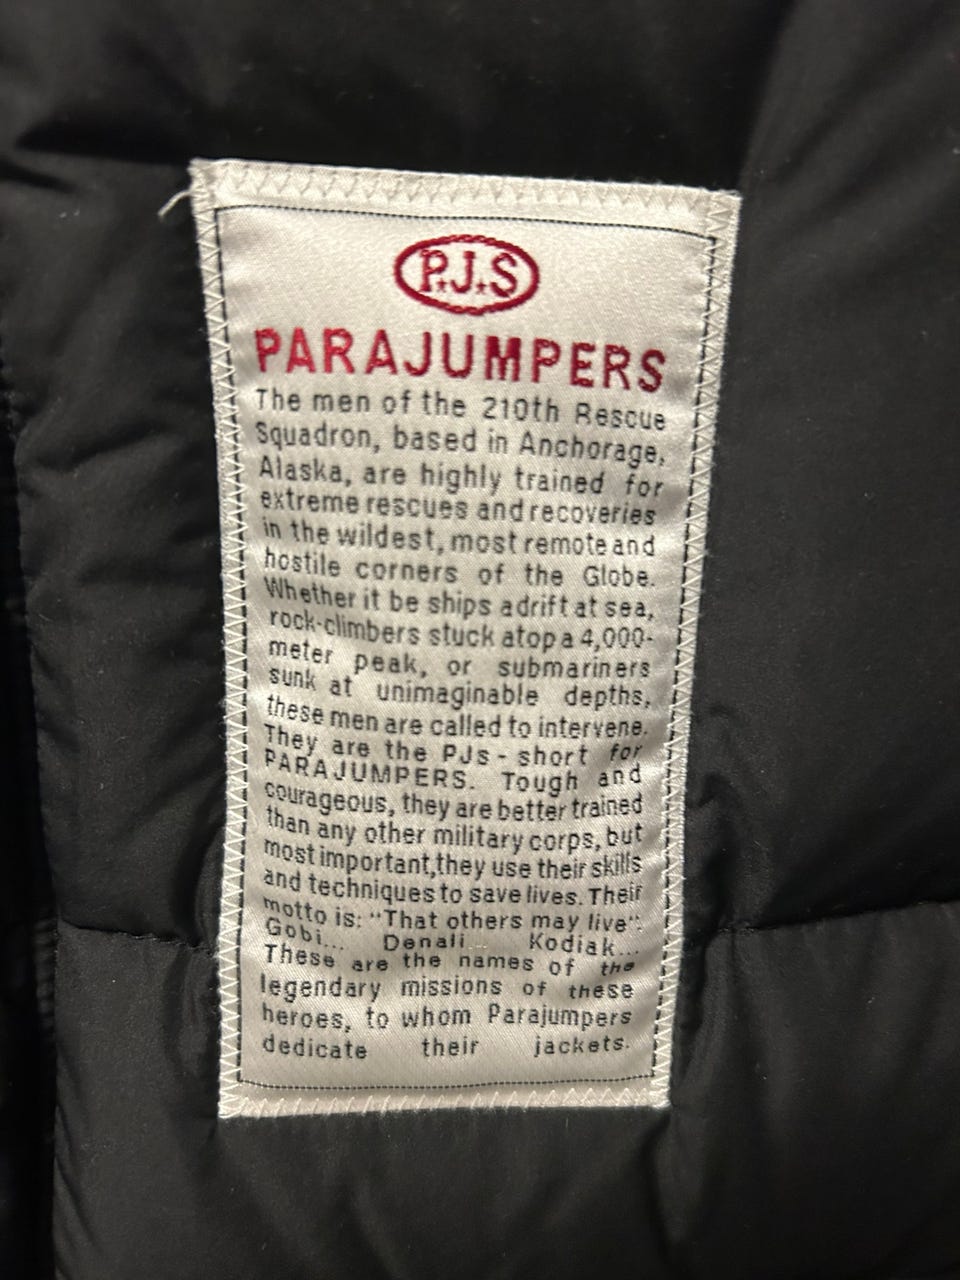 P.J.S
PARAJUMPERS
The men of the 210th Rescue
Squadron, based in Anchorage,
Alaska, are highly trained for
extreme rescues and recoveries
in the wildest, most remote and
hostile corners of the Globe.
Whether it be ships adrift at sea,
rock-climbers stuck atop a 4,000-
meter peak, or submariners
sunk at unimaginable depths,
these men are called to intervene.
They are the PJs - short for
PARAJUMPERS. Tough and
courageous, they are better trained
than any other military corps, but
most important,they use their skills
and techniques to save lives. Their
motto is: "That others may live".
Gobi... Denali... Kodiak...
These are the names of the
legendary missions of these
heroes, to whom Parajumpers
dedicate their jackets.